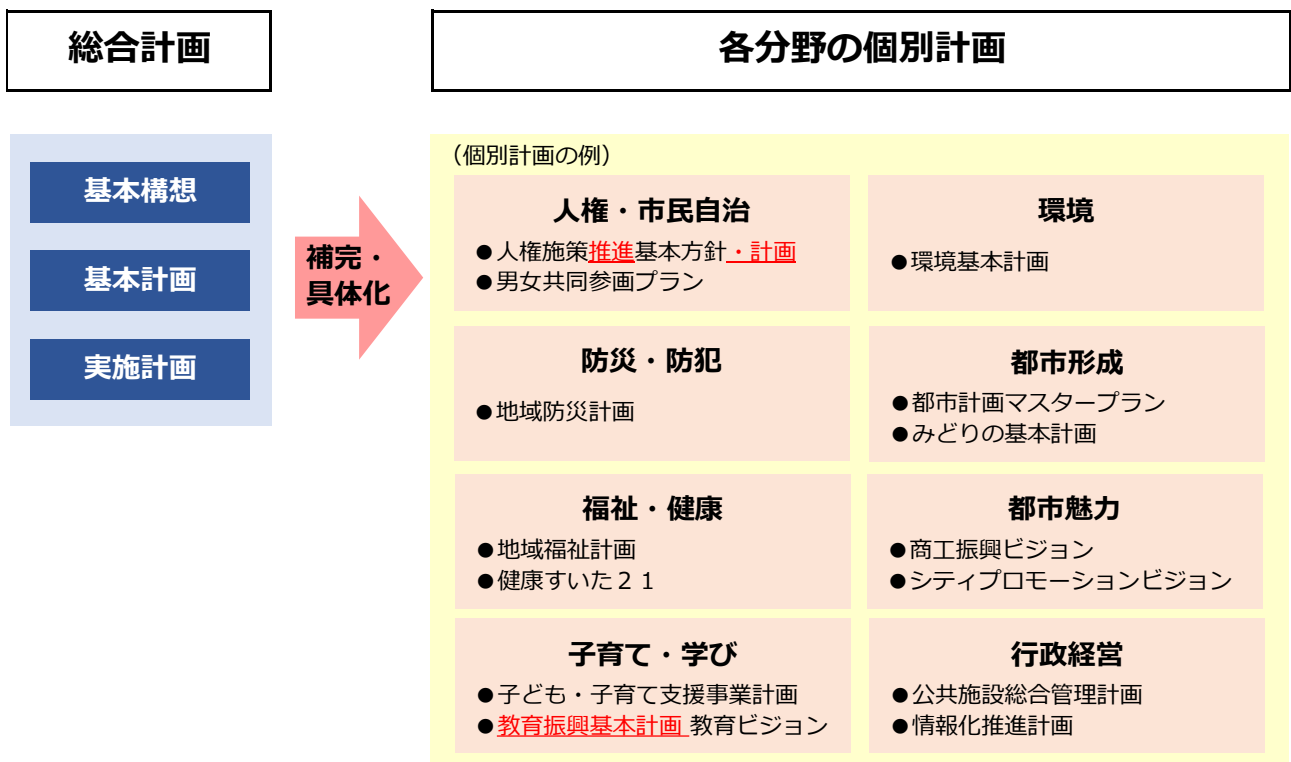 総合計画
各分野の個別計画
基本構想
基本計画
実施計画
補完・
具体化
（個別計画の例）
人権・市民自治
●人権施策推進基本方針・計画
●男女共同参画プラン
環境
●環境基本計画
防災・防犯
●地域防災計画
都市形成
●都市計画マスタープラン
●みどりの基本計画
福祉・健康
●地域福祉計画
●健康すいた２１
都市魅力
●商工振興ビジョン
●シティプロモーションビジョン
子育て・学び
●子ども・子育て支援事業計画
●教育振興基本計画 教育ビジョン
行政経営
●公共施設総合管理計画
●情報化推進計画